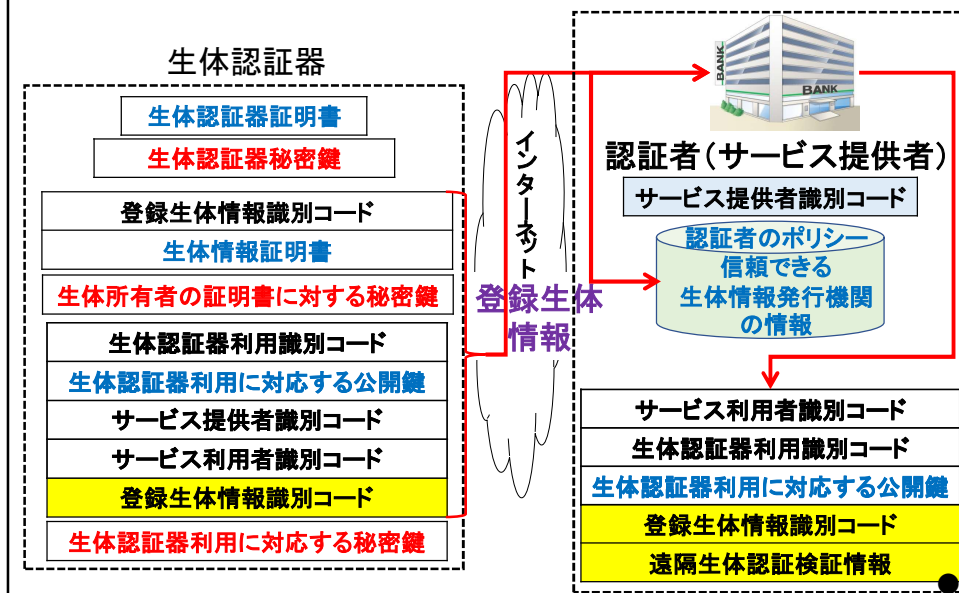 生体認証器
生体認証器証明書
生体認証器秘密鍵
登録生体情報識別コード
生体情報証明書
生体所有者の証明書に対する秘密鍵
生体認証器利用識別コード
生体認証器利用に対応する公開鍵
サービス提供者識別コード
サービス利用者識別コード
登録生体情報識別コード
生体認証器利用に対応する秘密鍵
インターネット
登録生体
情報
BANK
BANK
認証者(サービス提供者)
サービス提供者識別コード
認証者のポリシー
信頼できる
生体情報発行機関
の情報
サービス利用者識別コード
生体認証器利用識別コード
生体認証器利用に対応する公開鍵
登録生体情報識別コード
遠隔生体認証検証情報